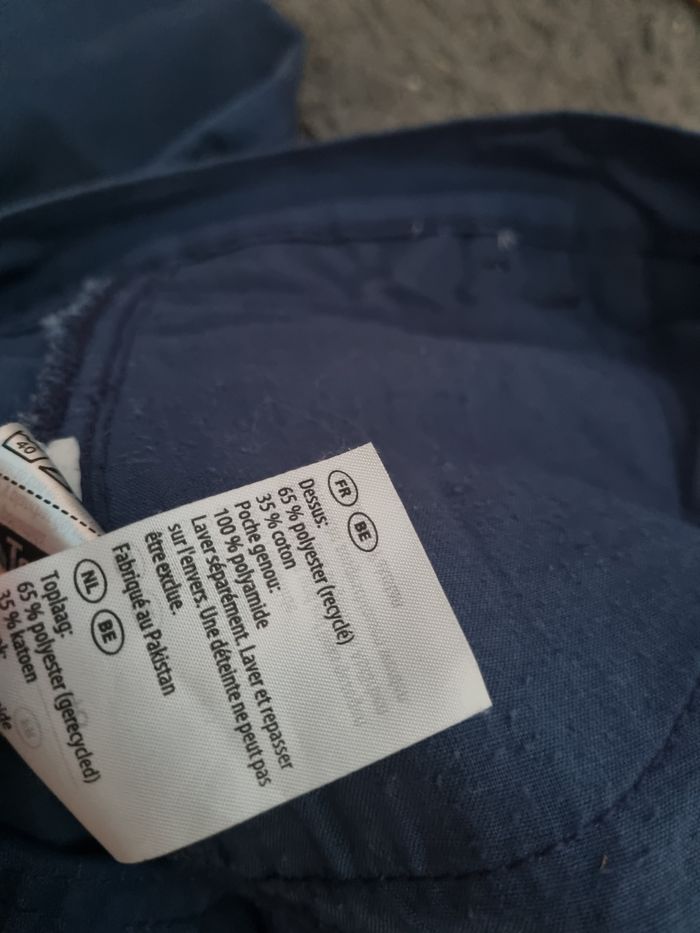 FR BE
Dessus:
65 % polyester (recyclé)
35 % coton
Poche genou:
100 % polyamide
Laver séparément. Laver et repasser
sur l'envers. Une déteinte ne peut pas
être exclue.
Fabriqué au Pakistan
NL BE
Toplaag:
65 % polyester (gerecycled)
35 % katoen
40